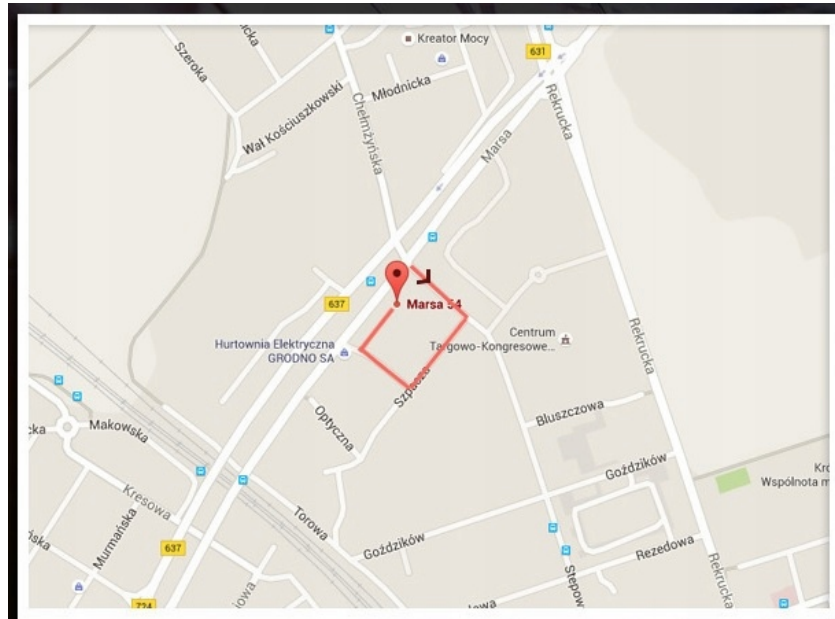 Kreator Mocy
631
Szeroka
Młodnicka
Wał Kościuszkowski
Chełmżyńska
Marsa
Rekrucka
637
Marsa 54
Hurtownia Elektryczna
GRODNO SA
Centrum
Targowo-Kongresowe...
Rekrucka
Szpacza
Optyczna
Bluszczowa
Makowska
Goździków
Kresowa
Wspólnota m
Torowa
Murmańska
637
Goździków
Rezedowa
Rekrucka
724